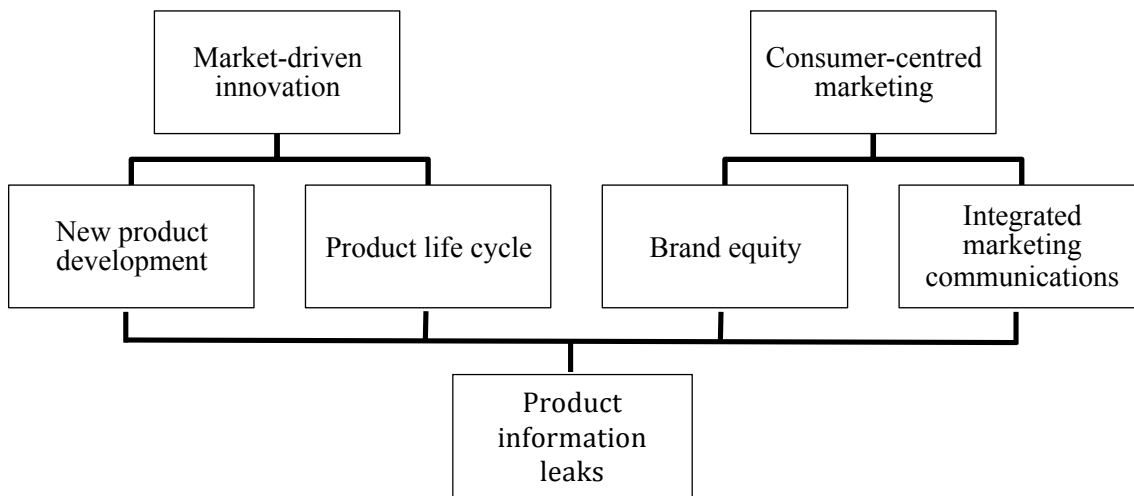 Market-driven
innovation
Consumer-centred
marketing
New product
development
Product life cycle
Brand equity
Integrated
marketing
communications
Product
information
leaks